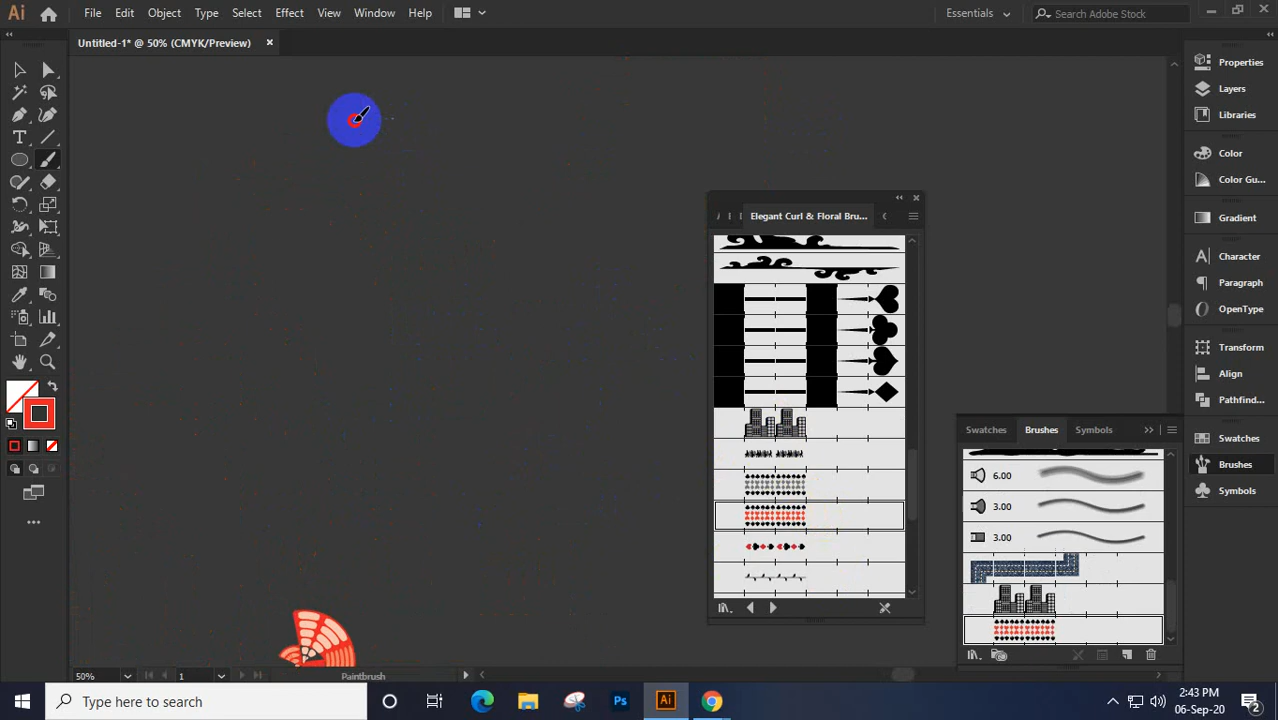 Ai File Edit Object Type Select Effect View Window Help Essentials Search Adobe Stock
Untitled-1* @ 50% (CMYK/Preview)
Properties
Layers
Libraries
Color
Color Gu...
Gradient
Character
Paragraph
OpenType
Transform
Align
Pathfind...
Swatches
Brushes
Symbols
Elegant Curl & Floral Bru...
Swatches Brushes Symbols
6.00
3.00
3.00
50% 1 Paintbrush
Type here to search
Ps
Ai
2:43 PM
06-Sep-20
2